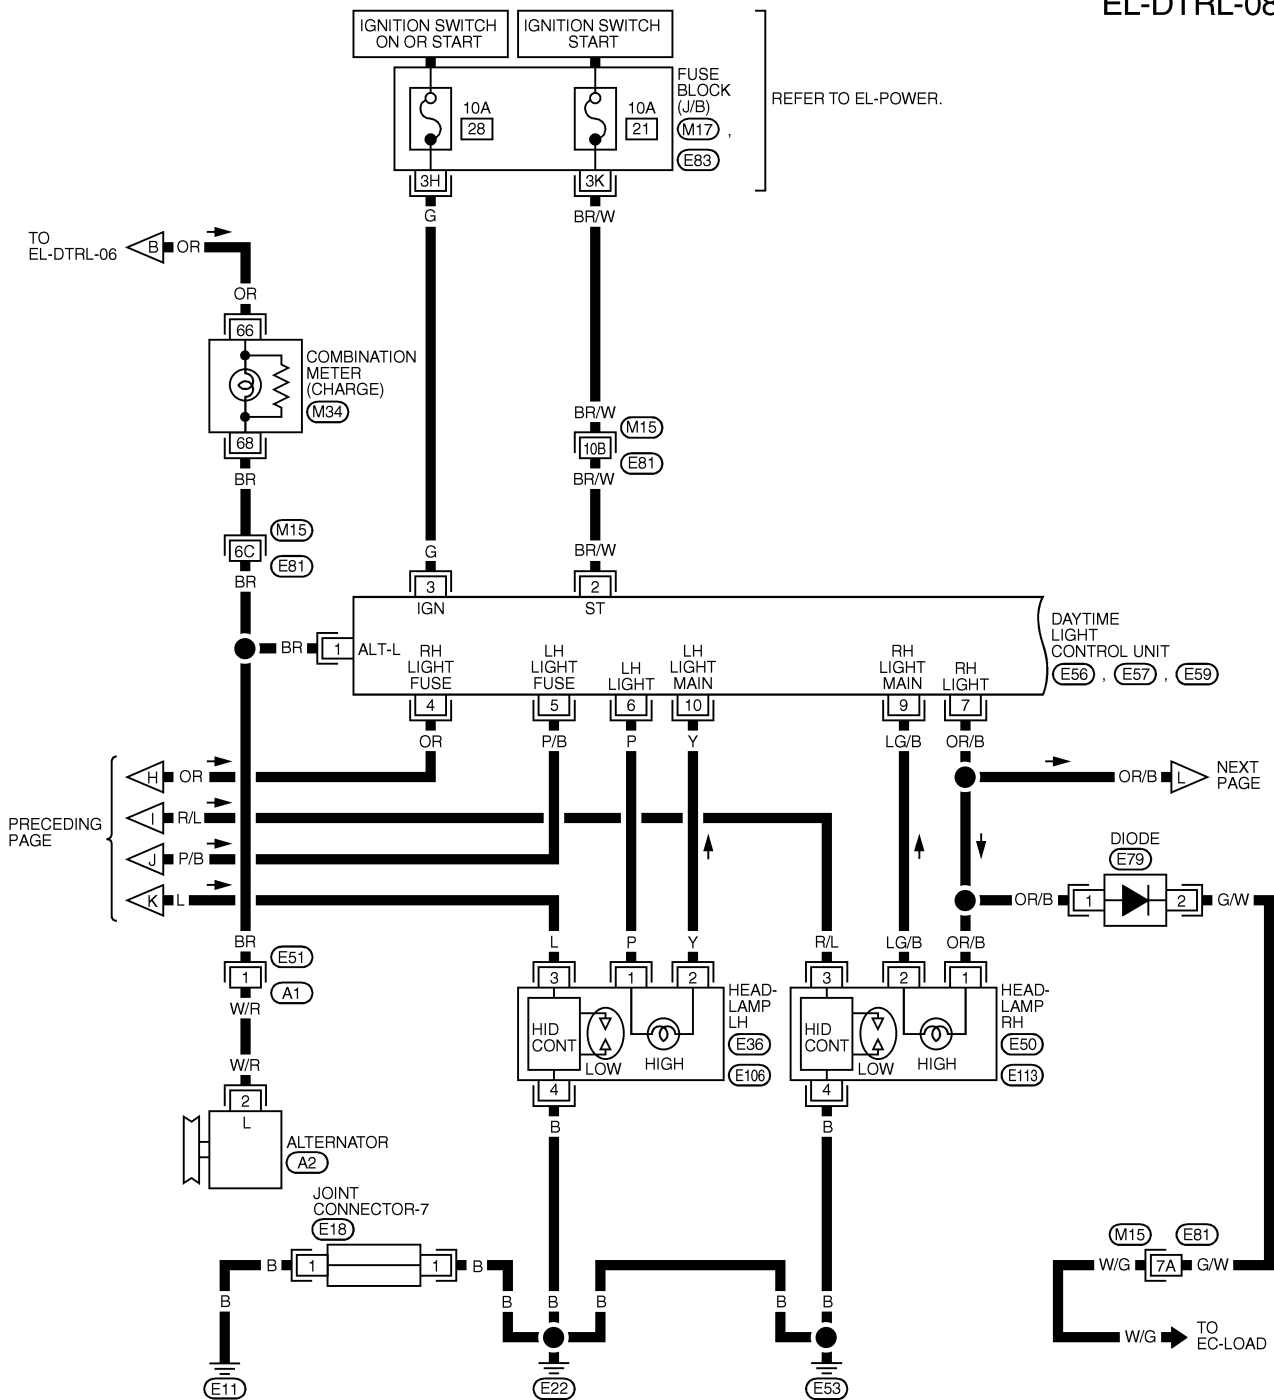 EL-DTRL-08
IGNITION SWITCH
ON OR START
IGNITION SWITCH
START
FUSE
BLOCK
(J/B)
M17 ,
E83
REFER TO EL-POWER.
10A
28
10A
21
3H
3K
G
BR/W
TO
EL-DTRL-06
B
OR
OR
66
COMBINATION
METER
(CHARGE)
M34
68
BR
BR/W
M15
10B
E81
BR/W
M15
6C
E81
BR
G
BR/W
3
2
IGN
ST
BR
1
ALT-L
RH
LIGHT
FUSE
LH
LIGHT
FUSE
LH
LIGHT
LH
LIGHT
MAIN
RH
LIGHT
MAIN
RH
LIGHT
DAYTIME
LIGHT
CONTROL UNIT
E56 , E57 , E59
4
5
6
10
9
7
OR
P/B
P
Y
LG/B
OR/B
PRECEDING
PAGE
H
OR
I
R/L
J
P/B
K
L
OR/B
L
NEXT
PAGE
DIODE
E79
OR/B
1
2
G/W
BR
E51
1
A1
W/R
W/R
2
L
ALTERNATOR
A2
L
P
Y
R/L
LG/B
OR/B
3
1
2
3
2
1
HID
CONT
LOW
HIGH
HEAD-
LAMP
LH
E36
E106
HID
CONT
LOW
HIGH
HEAD-
LAMP
RH
E50
E113
4
4
B
B
JOINT
CONNECTOR-7
E18
B
1
1
B
B
B
B
B
B
B
E11
E22
E53
M15
E81
W/G
7A
G/W
W/G
TO
EC-LOAD